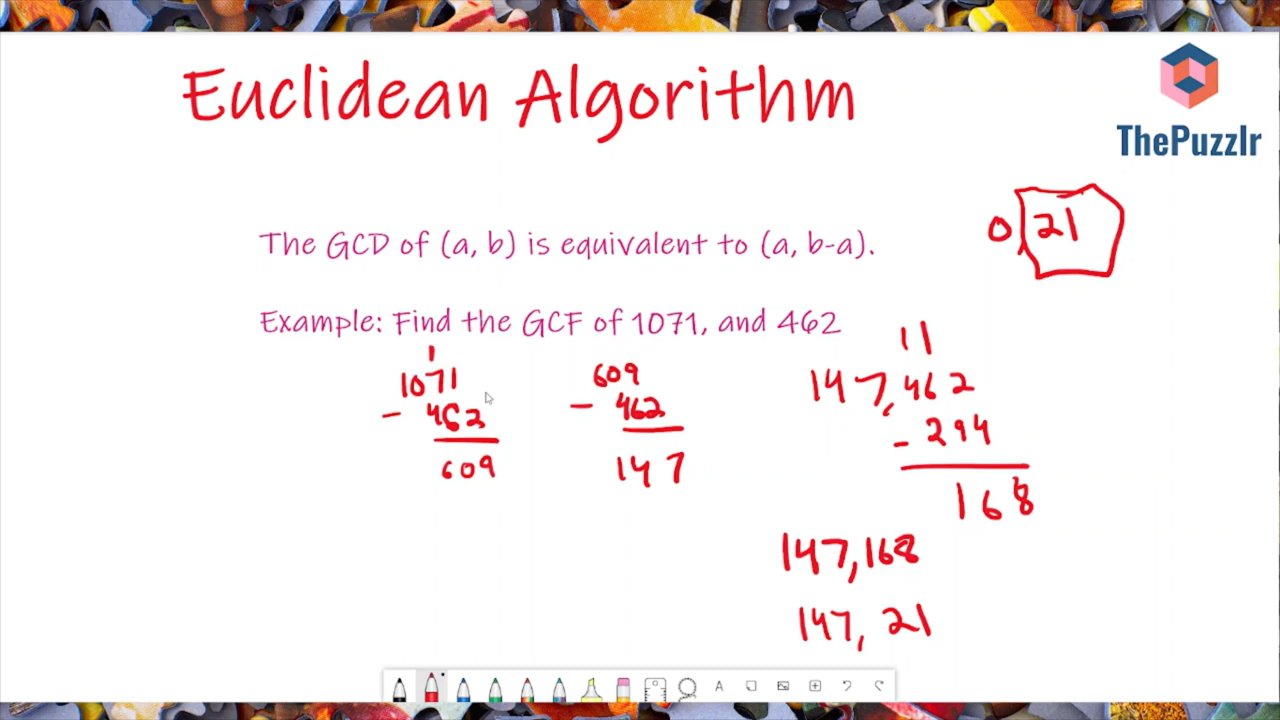 Euclidean Algorithm
ThePuzzlr
0 21
The GCD of (a, b) is equivalent to (a, b-a).
Example: Find the GCF of 1071, and 462
1
1071
- 462
609
609
- 462
147
11
147, 462
- 294
168
147, 168
147, 21
A